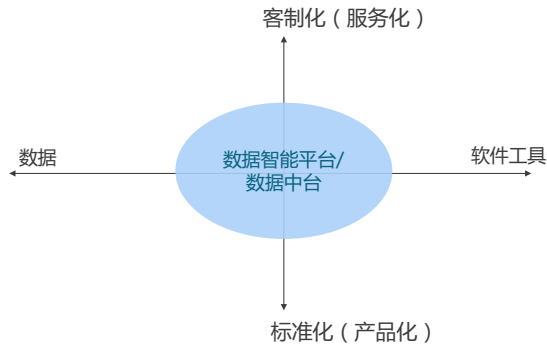 客制化（服务化）
数据
软件工具
数据智能平台/
数据中台
标准化（产品化）